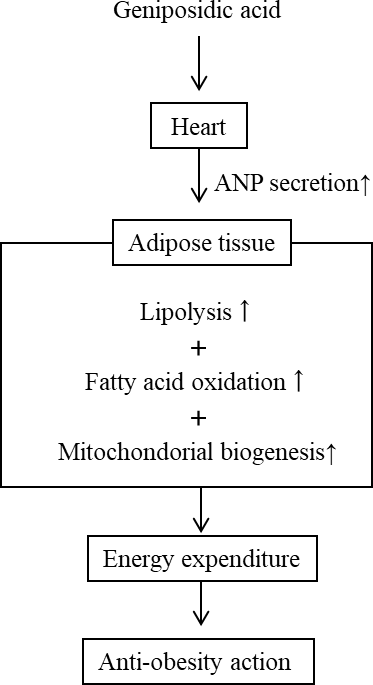 Geniposidic acid
Heart
ANP secretion↑
Adipose tissue
Lipolysis ↑
+
Fatty acid oxidation ↑
+
Mitochondorial biogenesis↑
Energy expenditure
Anti-obesity action